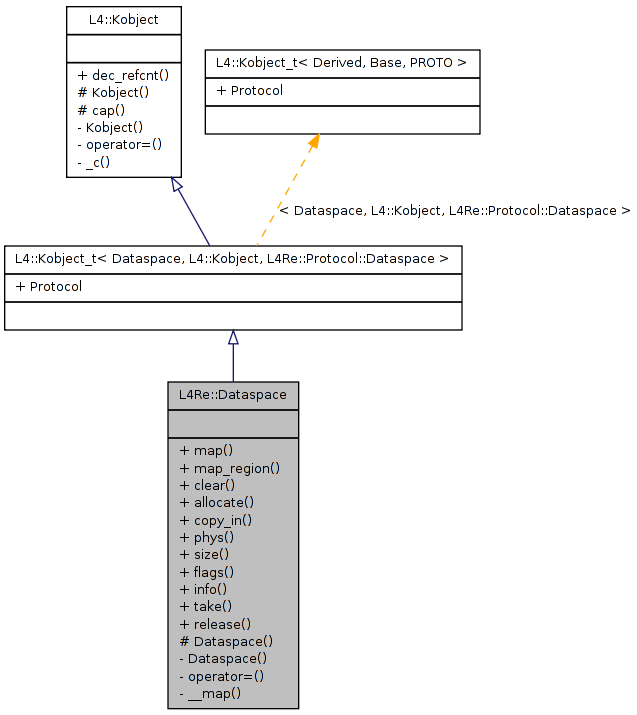 L4::Kobject
+ dec_refcnt()
# Kobject()
# cap()
- Kobject()
- operator=()
- _c()
L4::Kobject_t< Derived, Base, PROTO >
+ Protocol
< Dataspace, L4::Kobject, L4Re::Protocol::Dataspace >
L4::Kobject_t< Dataspace, L4::Kobject, L4Re::Protocol::Dataspace >
+ Protocol
L4Re::Dataspace
+ map()
+ map_region()
+ clear()
+ allocate()
+ copy_in()
+ phys()
+ size()
+ flags()
+ info()
+ take()
+ release()
# Dataspace()
- Dataspace()
- operator=()
- __map()